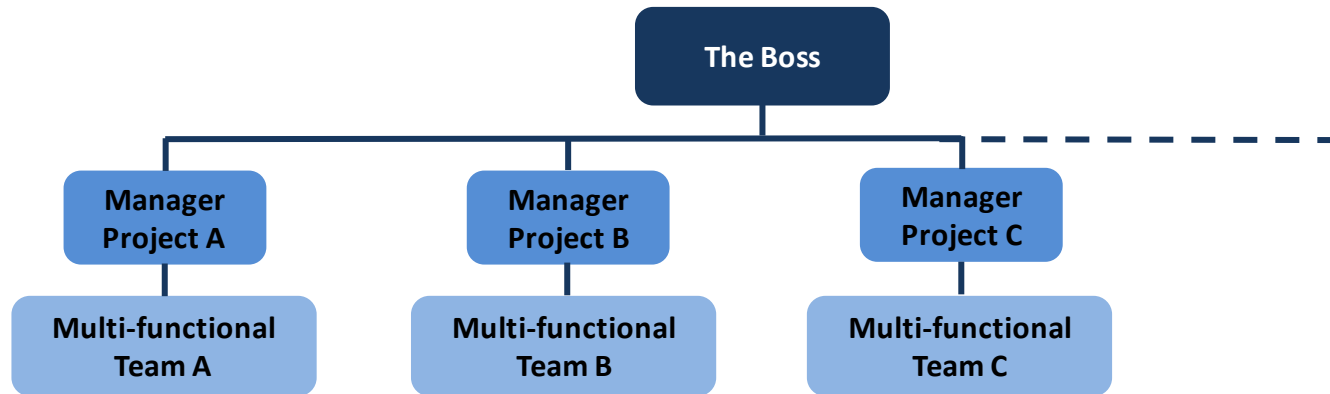 The Boss
Manager
Project A
Manager
Project B
Manager
Project C
Multi-functional
Team A
Multi-functional
Team B
Multi-functional
Team C